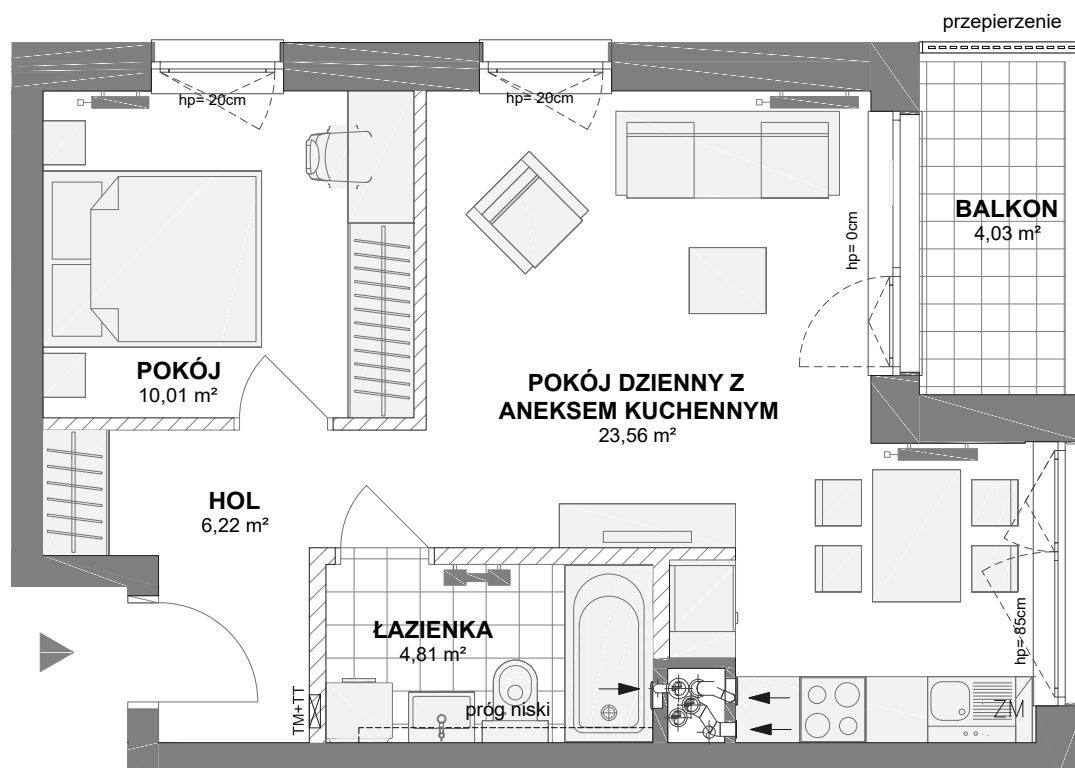 przepierzenie
hp= 20cm
hp= 20cm
BALKON
4,03 m²
hp= 0cm
POKÓJ
10,01 m²
POKÓJ DZIENNY Z
ANEKSEM KUCHENNYM
23,56 m²
HOL
6,22 m²
hp= 85cm
ŁAZIENKA
4,81 m²
TM+TT
próg niski
ZM